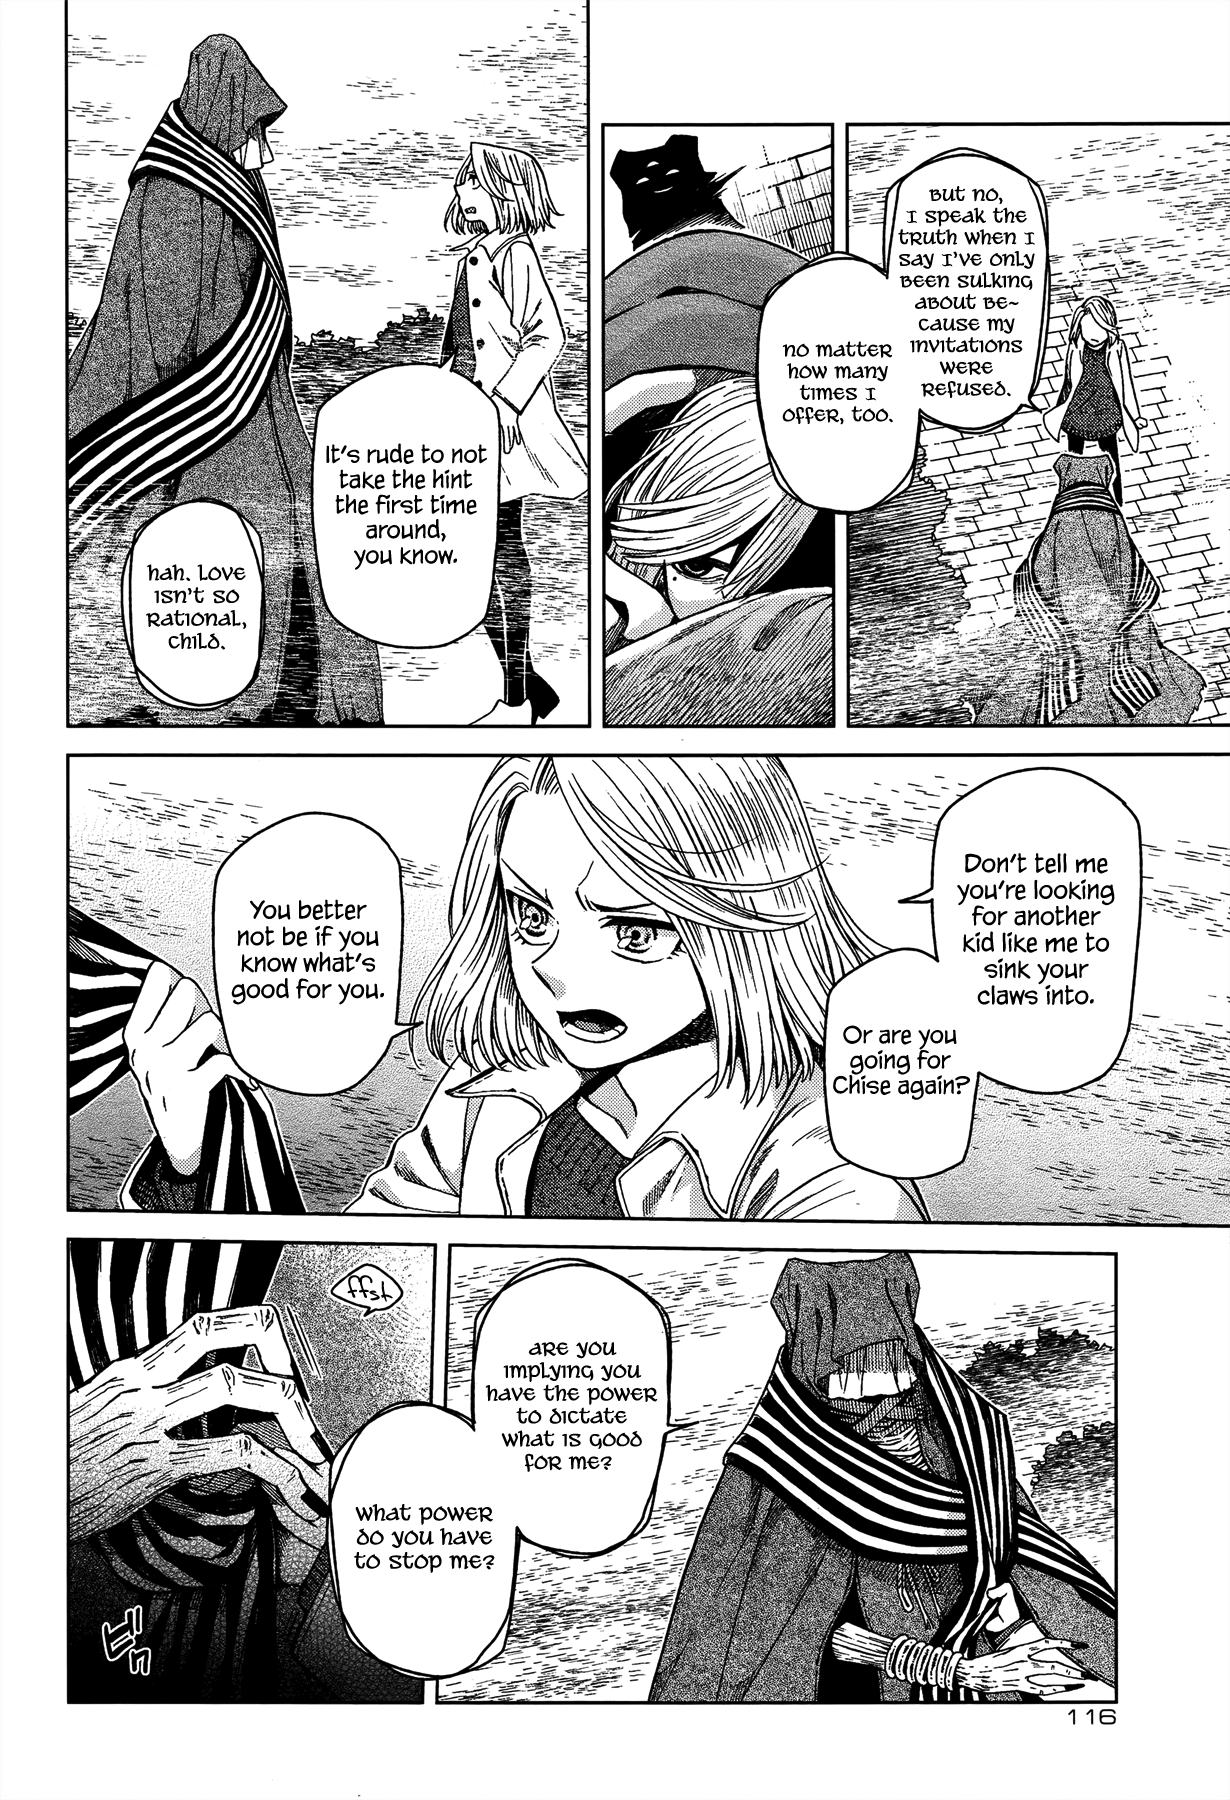 but no,
I speak the
truth when I
say I've only
been sulking
about be~
cause my
invitations
were
refused.
no matter
how many
times I
offer, too.
It's rude to not
take the hint
the first time
around,
you know.
hah. love
isn't so
rational,
child.
Don't tell me
you're looking
for another
kid like me to
sink your
claws into.
Or are you
going for
Chise again?
You better
not be if you
know what's
good for you.
are you
implying you
have the power
to dictate
what is good
for me?
what power
do you have
to stop me?
ffst
ビッ
116